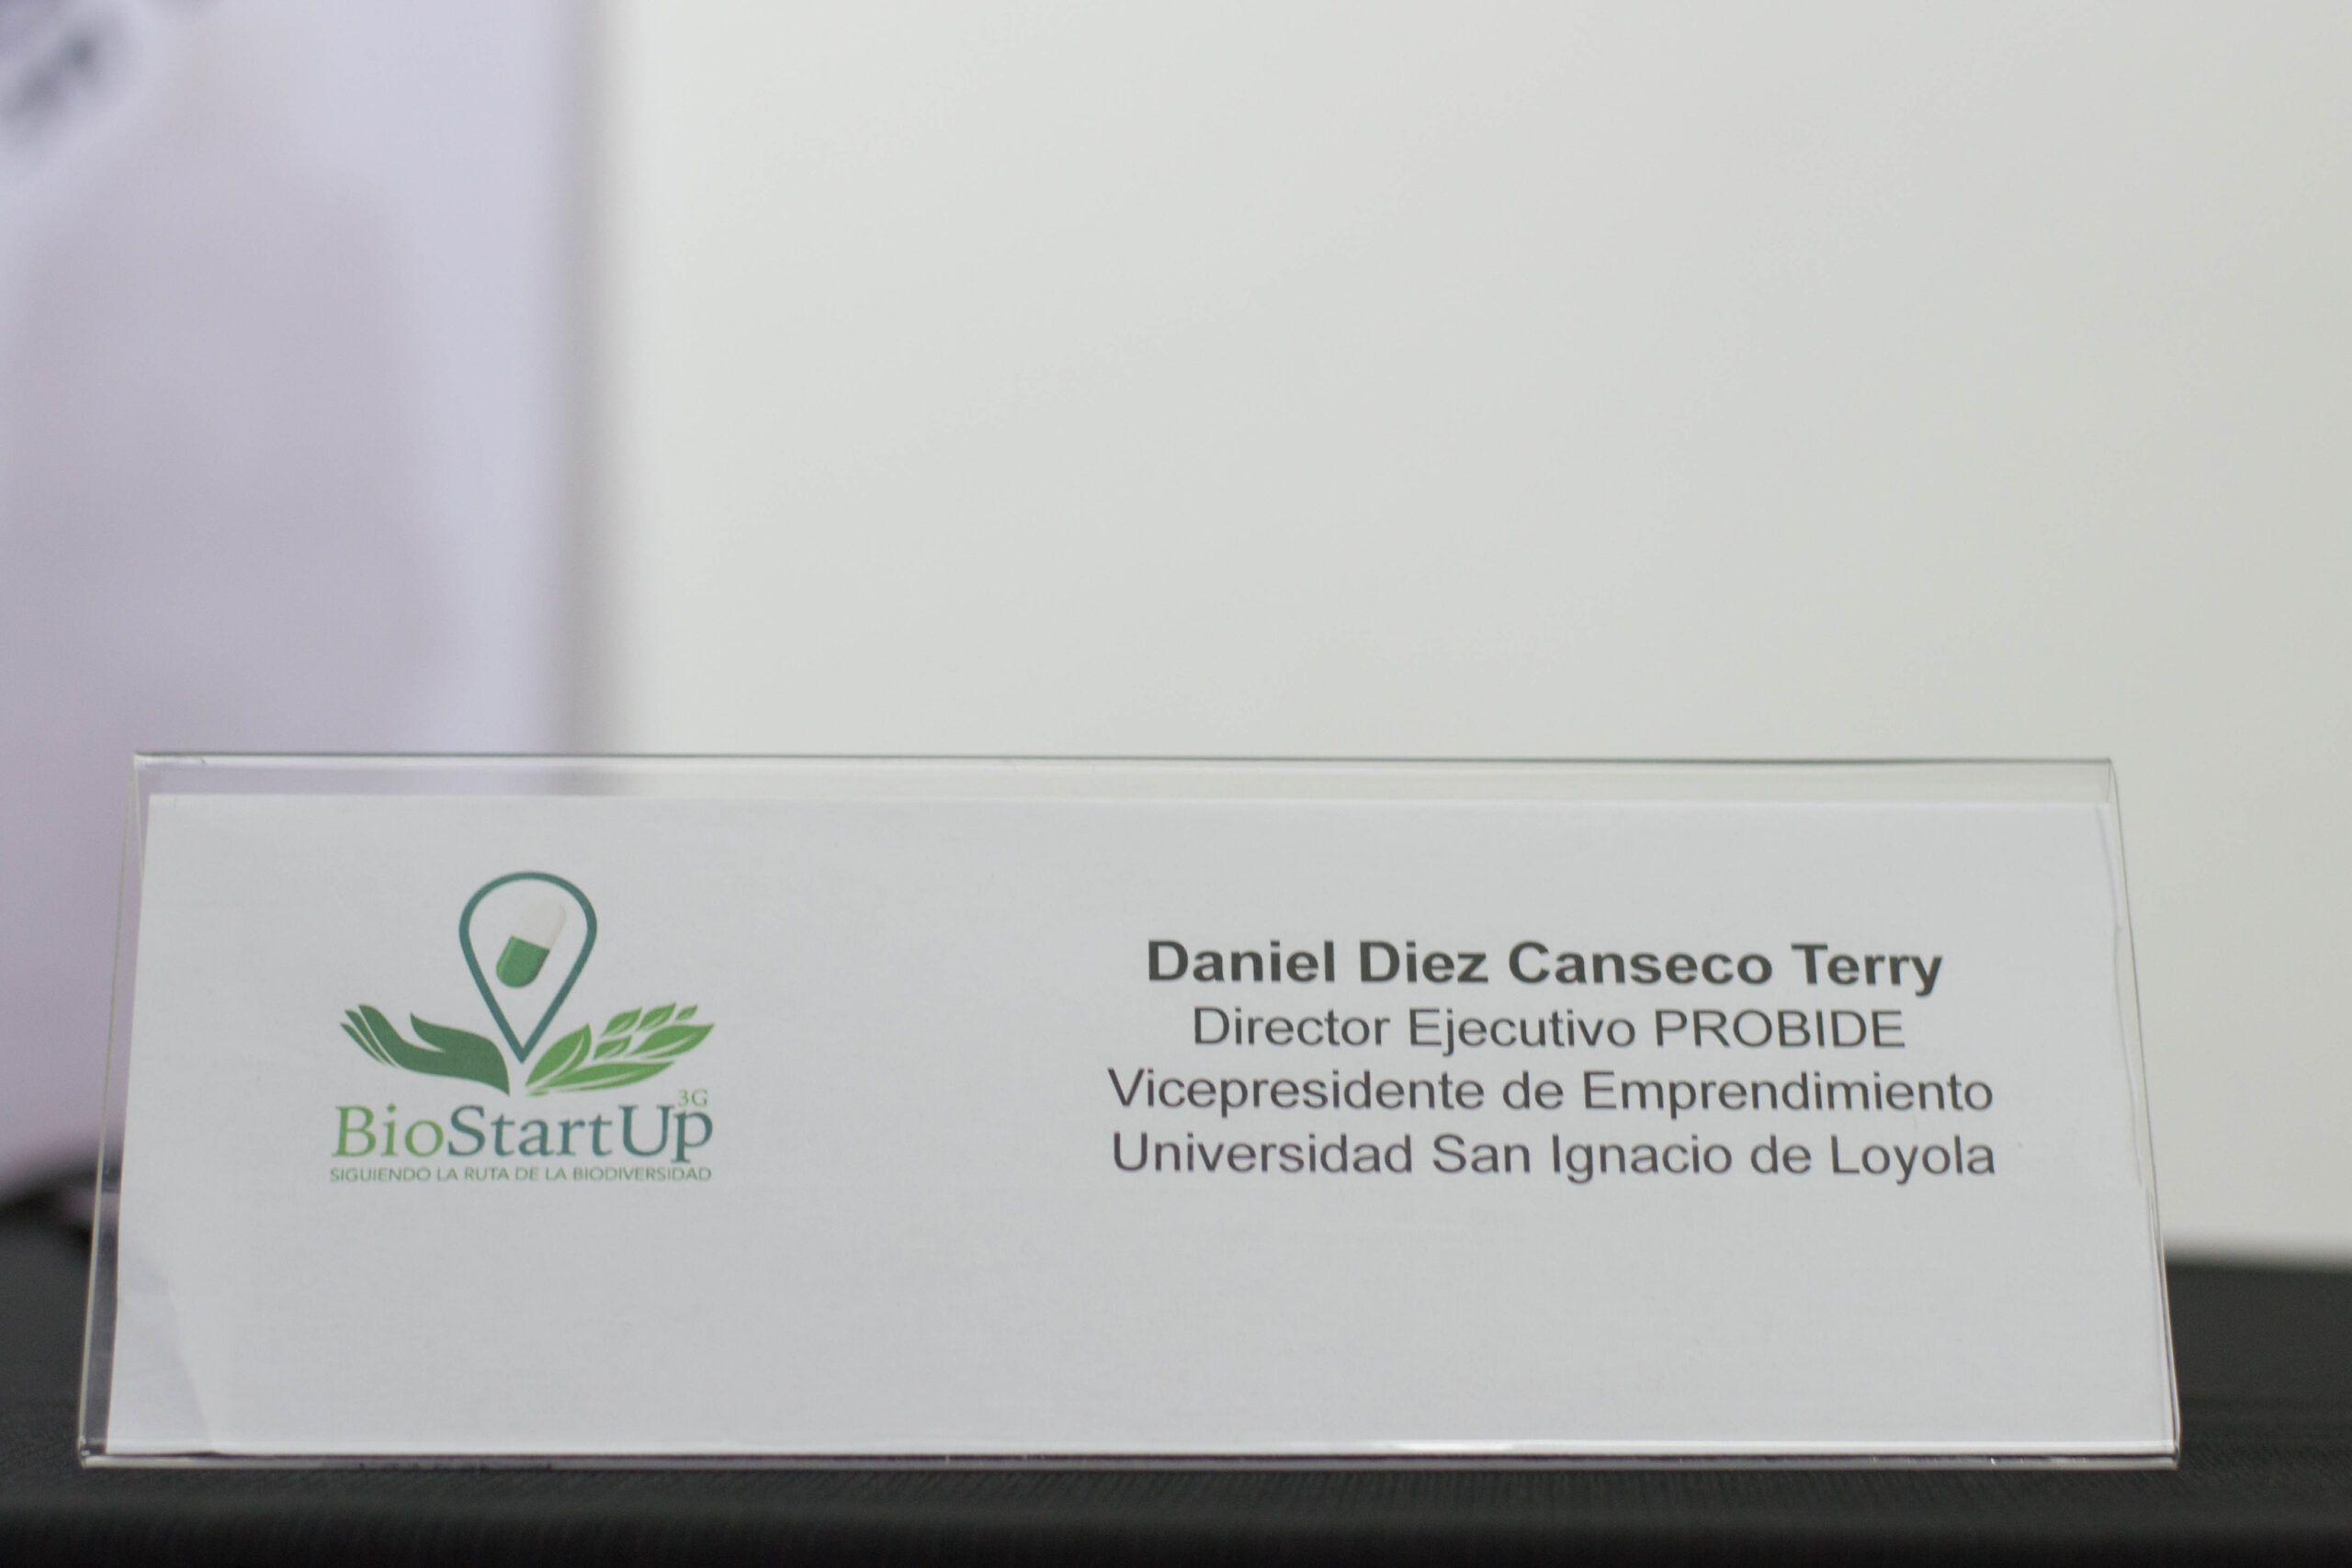 3G
BioStartUp
SIGUIENDO LA RUTA DE LA BIODIVERSIDAD
Daniel Diez Canseco Terry
Director Ejecutivo PROBIDE
Vicepresidente de Emprendimiento
Universidad San Ignacio de Loyola